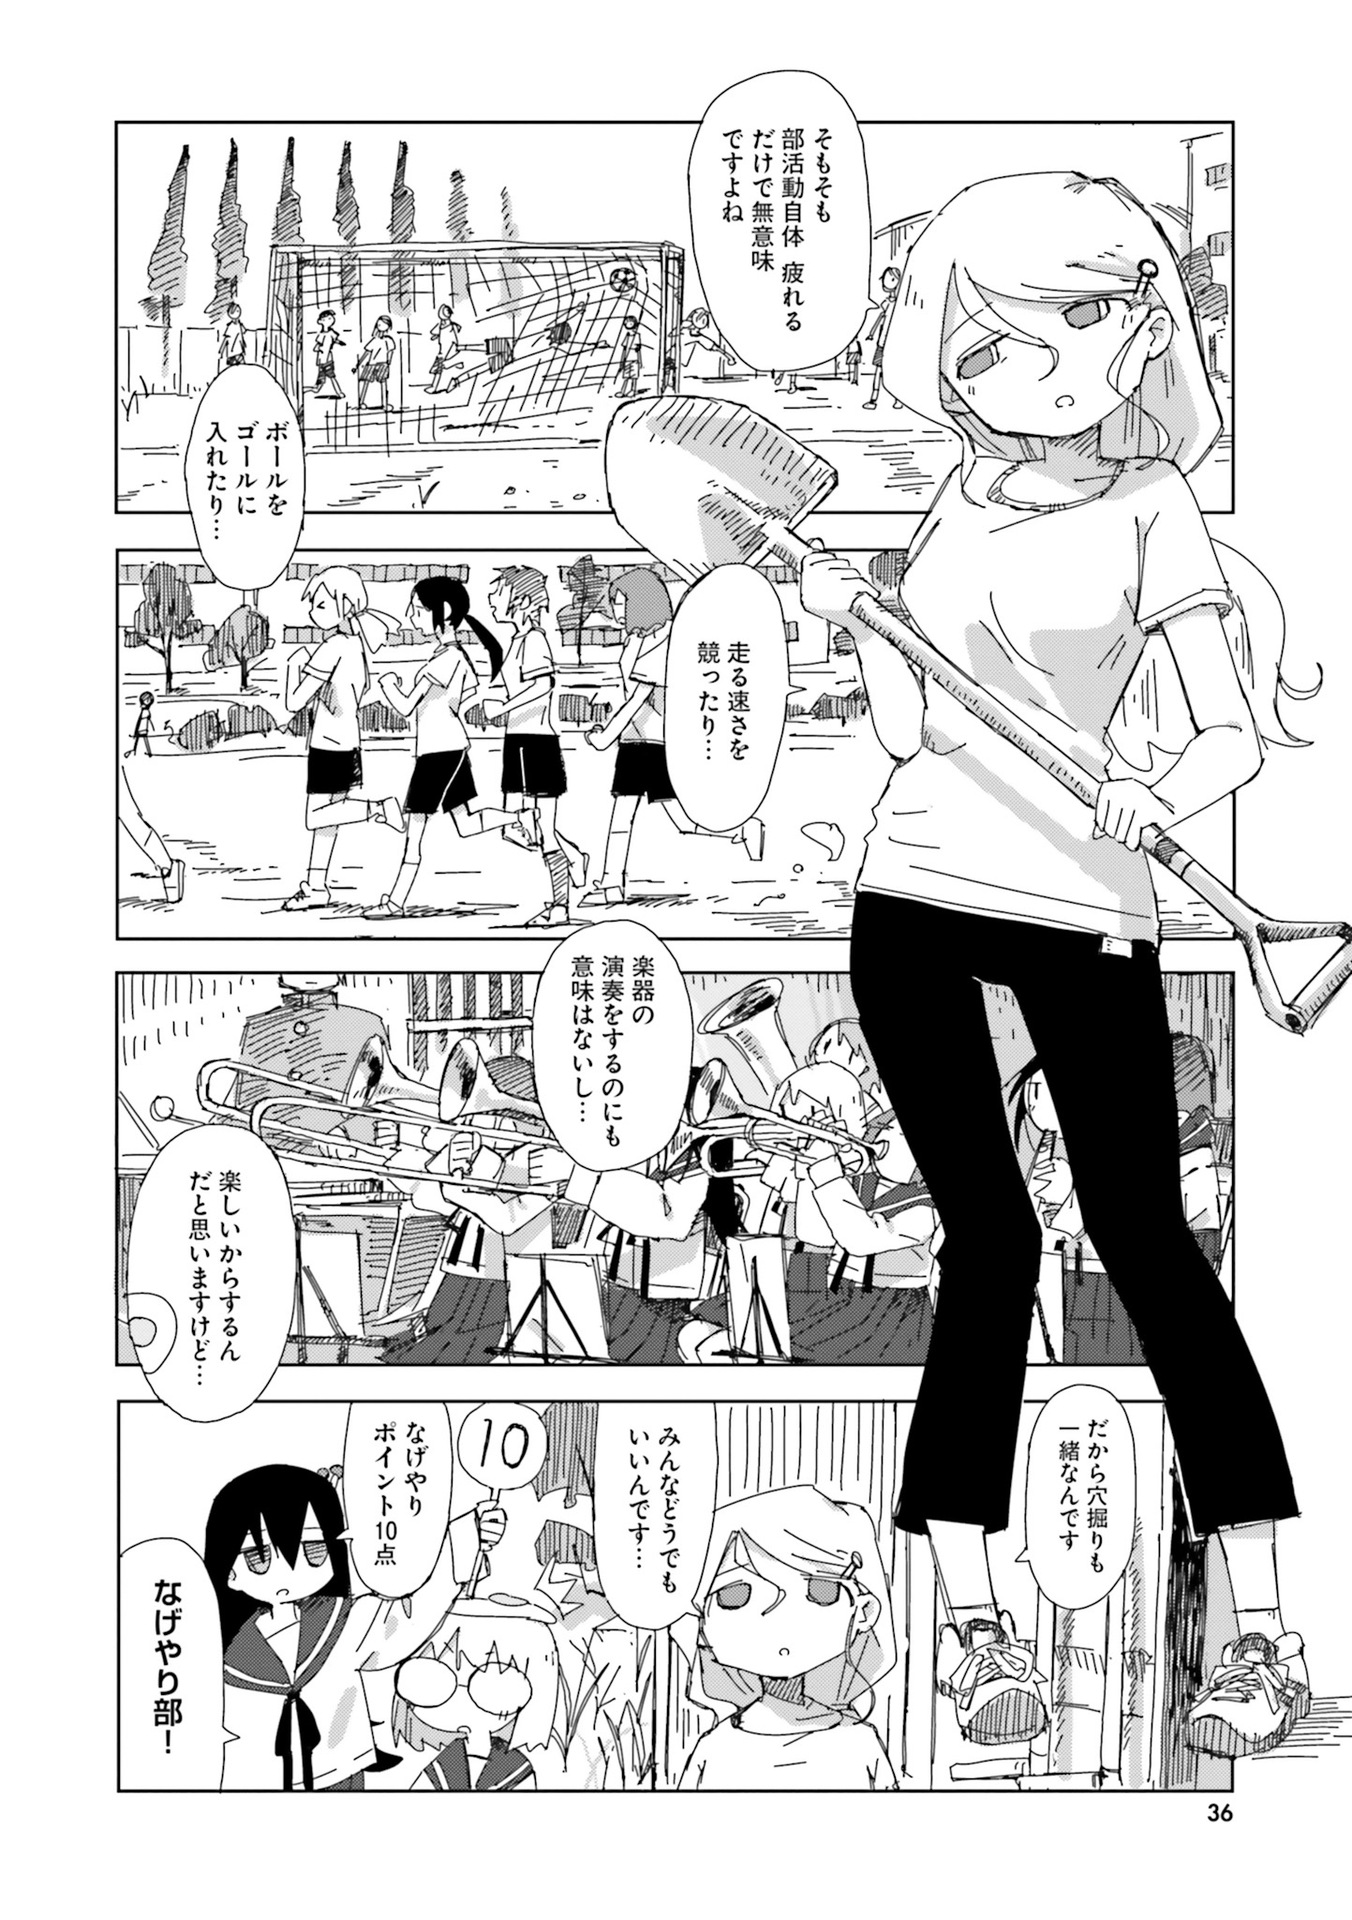 そもそも
部活動自体 疲れる
だけで無意味
ですよね
ボールを
ゴールに
入れたり…
走る速さを
競ったり…
楽器の
演奏をするのにも
意味はないし…
楽しいからするん
だと思いますけど…
だから穴掘りも
一緒なんです
みんなどうでも
いいんです…
10
なげやり
ポイント10点
なげやり部！
36